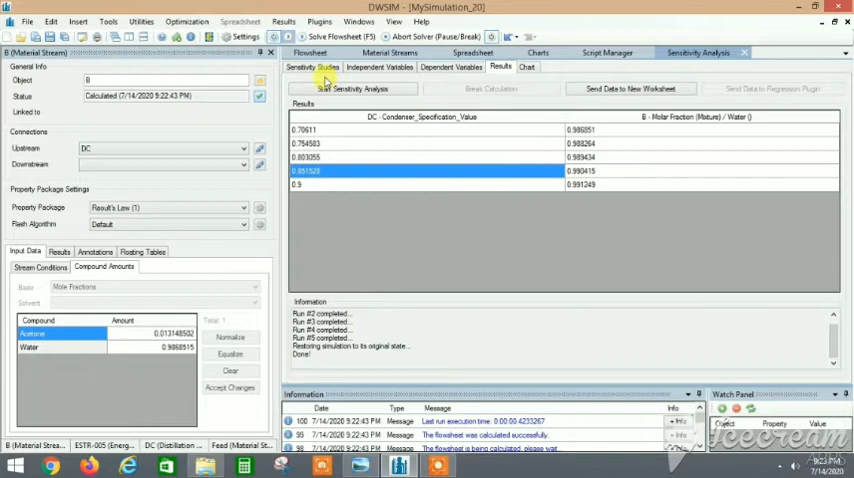 DWSIM - [MySimulation_20]
File Edit Insert Tools Utilities Optimization Spreadsheet Results Plugins Windows View Help
Settings Solve Flowsheet (F5) Abort Solver (Pause/Break)
B (Material Stream)
General Info
Object B
Status Calculated (7/14/2020 9:22:43 PM)
Linked to
Connections
Upstream DC
Downstream
Property Package Settings
Property Package Raoult's Law (1)
Flash Algorithm Default
Input Data Results Annotations Floating Tables
Stream Conditions Compound Amounts
Basis Mole Fractions
Solvent
Compound Amount
Acetone 0.013148502
Water 0.9868515
Total: 1
Normalize
Equalize
Clear
Accept Changes
B (Material Strea... ESTR-005 (Energ... DC (Distillation ... Feed (Material St...
Flowsheet Material Streams Spreadsheet Charts Script Manager Sensitivity Analysis
Sensitivity Studies Independent Variables Dependent Variables Results Chart
Start Sensitivity Analysis Break Calculation Send Data to New Worksheet Send Data to Regression Plugin
Results
DC - Condenser_Specification_Value B - Molar Fraction (Mixture) / Water ()
0.70611 0.986851
0.754583 0.988264
0.803055 0.989434
0.851528 0.990415
0.9 0.991249
Information
Run #2 completed...
Run #3 completed...
Run #4 completed...
Run #5 completed...
Restoring simulation to its original state...
Done!
Information
Date Type Message Info
100 7/14/2020 9:22:43 PM Message Last run execution time: 0:00:00.4233267 + Info
99 7/14/2020 9:22:43 PM Message The flowsheet was calculated successfully. + Info
98 7/14/2020 9:22:43 PM Message The flowsheet is being calculated, please wait... + Info
Watch Panel
Object Property Value
Icecream
APPS
9:23 PM
7/14/2020